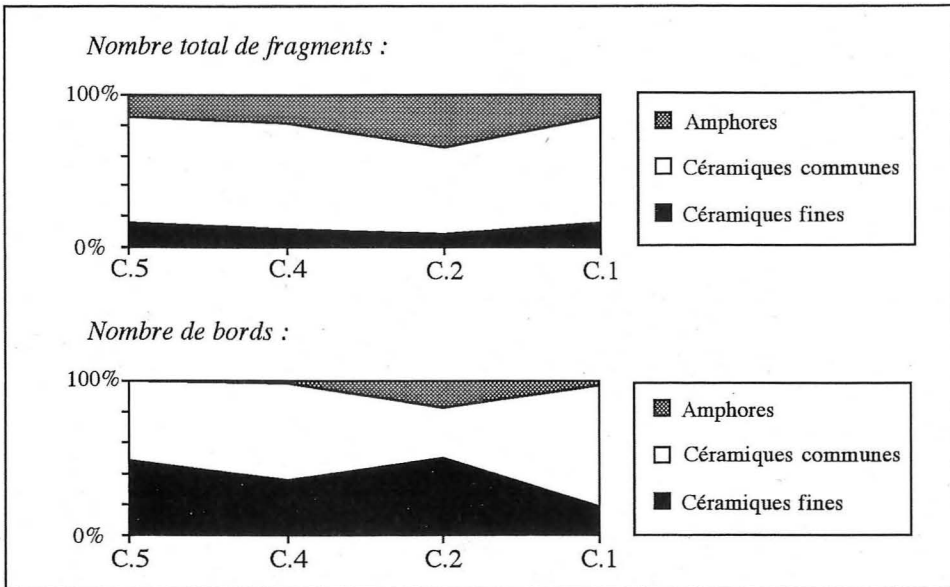 Nombre total de fragments :
100%
0%
C.5 C.4 C.2 C.1
Amphores
Céramiques communes
Céramiques fines
Nombre de bords :
100%
0%
C.5 C.4 C.2 C.1
Amphores
Céramiques communes
Céramiques fines